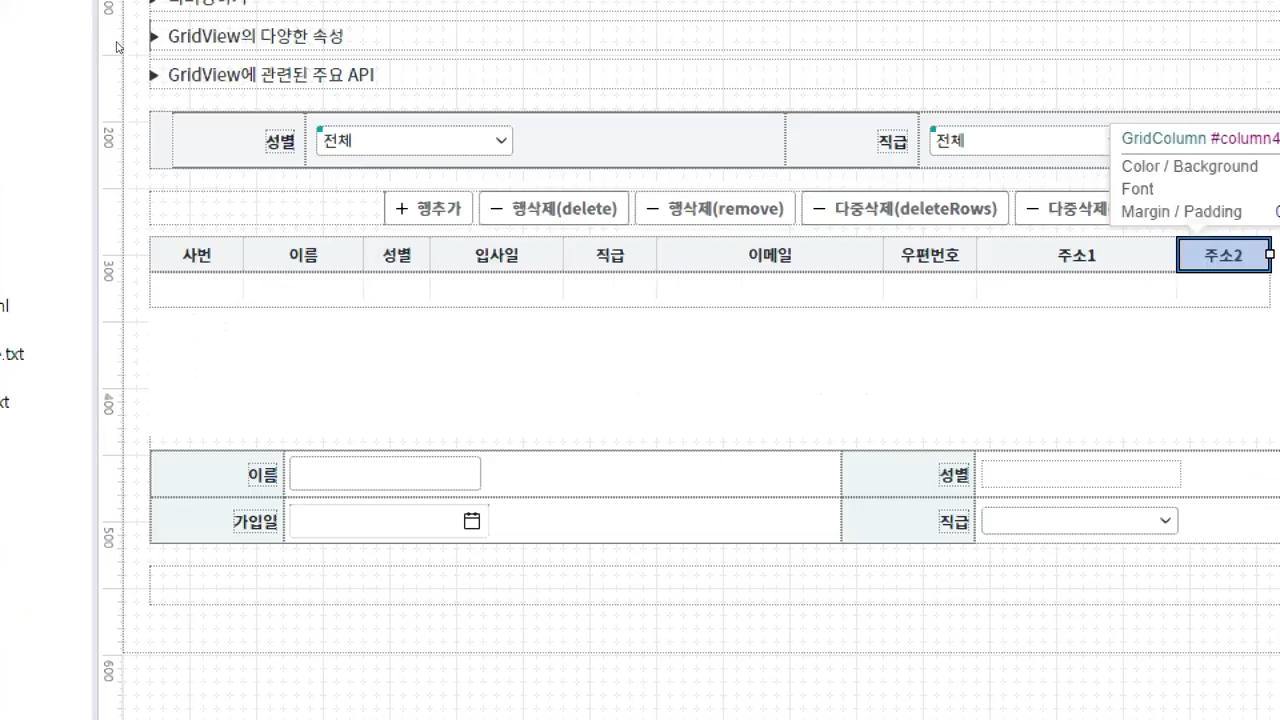 GridView의 다양한 속성
GridView에 관련된 주요 API
200
성별 전체 직급 전체
GridColumn #column4
Color / Background
Font
Margin / Padding 0
행추가 행삭제(delete) 행삭제(remove) 다중삭제(deleteRows) 다중삭제
사번 이름 성별 입사일 직급 이메일 우편번호 주소1 주소2
300
400
이름 성별
가입일 직급
500
600
.txt